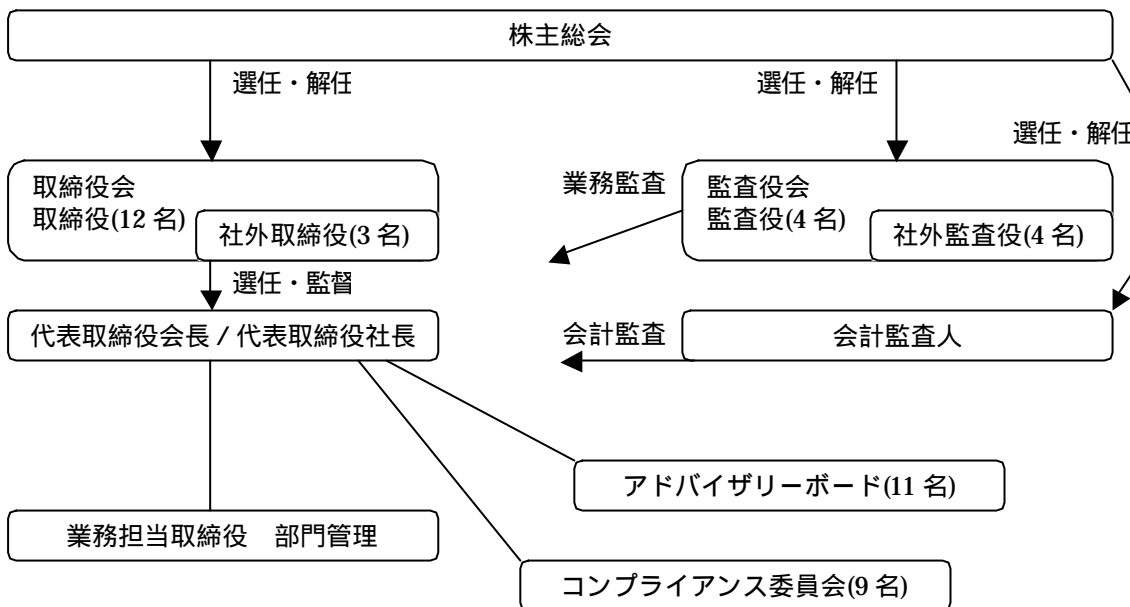 株主総会
選任・解任
選任・解任
選任・解任
取締役会
取締役(12 名)
社外取締役(3 名)
業務監査
監査役会
監査役(4 名)
社外監査役(4 名)
選任・監督
代表取締役会長 / 代表取締役社長
会計監査
会計監査人
アドバイザリーボード(11 名)
業務担当取締役　部門管理
コンプライアンス委員会(9 名)